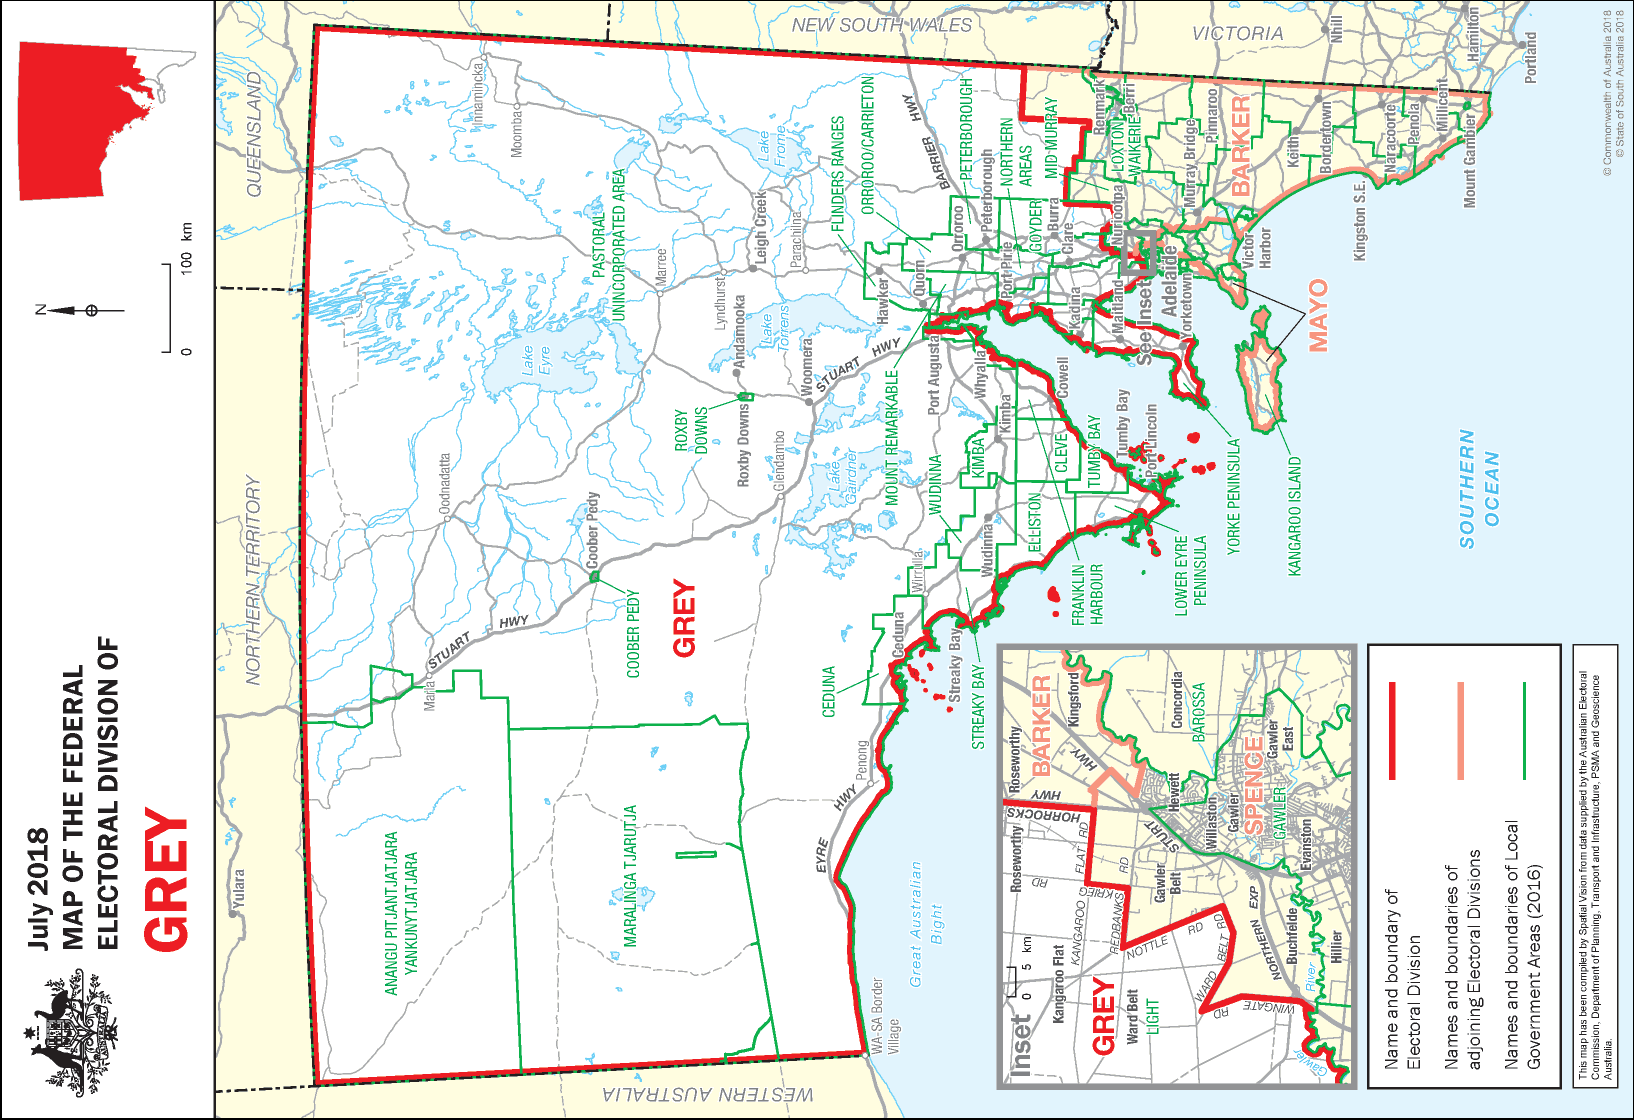 July 2018
MAP OF THE FEDERAL
ELECTORAL DIVISION OF
GREY
N
0 100 km
WESTERN AUSTRALIA
NORTHERN TERRITORY
QUEENSLAND
NEW SOUTH WALES
VICTORIA
Yulara
ANANGU PITJANTJATJARA
YANKUNYTJATJARA
MARALINGA TJARUTJA
Marla
STUART
HWY
Oodnadatta
Coober Pedy
COOBER PEDY
GREY
Lake
Eyre
PASTORAL
UNINCORPORATED AREA
Innamincka
Moomba
Marree
Lyndhurst
Leigh Creek
Parachilna
Lake
Frome
Andamooka
Lake
Torrens
Roxby Downs
ROXBY
DOWNS
Woomera
STUART HWY
Glendambo
Lake
Gairdner
FLINDERS RANGES
ORROROO/CARRIETON
BARRIER HWY
PETERBOROUGH
NORTHERN
AREAS
MID MURRAY
MOUNT REMARKABLE
Hawker
Quorn
Orroroo
Peterborough
Port Augusta
Port Pirie
GOYDER
Burra
Clare
Whyalla
Kadina
Maitland
Nuriootpa
See Inset
Adelaide
Yorketown
Renmark
Berri
LOXTON
WAIKERIE
Murray Bridge
Pinnaroo
BARKER
Keith
Bordertown
Naracoorte
Penola
Millicent
Mount Gambier
Kingston S.E.
Victor
Harbor
MAYO
Nhill
Hamilton
Portland
WUDINNA
KIMBA
Kimba
Cowell
CLEVE
TUMBY BAY
Tumby Bay
Port Lincoln
ELLISTON
Wudinna
Wirrulla
Ceduna
CEDUNA
Streaky Bay
STREAKY BAY
FRANKLIN
HARBOUR
LOWER EYRE
PENINSULA
YORKE PENINSULA
KANGAROO ISLAND
Penong
EYRE HWY
WA-SA Border
Village
Great Australian
Bight
SOUTHERN
OCEAN
Inset
0 5 km
Roseworthy
Roseworthy
BARKER
Kingsford
HORROCKS HWY
HWY
Concordia
BAROSSA
Kangaroo Flat
KANGAROO FLAT RD
RD
RD
GREY
Ward Belt
LIGHT
REDBANKS
KRIEG
NOTTLE RD
WARD BELT RD
RD
WINGATE
Gawler
Belt
STURT
Hewett
Willaston
Gawler
SPENCE
GAWLER
Gawler
East
Evanston
NORTHERN EXP
Buchfelde
Hillier
Gawler
River
Name and boundary of
Electoral Division
Names and boundaries of
adjoining Electoral Divisions
Names and boundaries of Local
Government Areas (2016)
This map has been compiled by Spatial Vision from data supplied by the Australian Electoral
Commission, Department of Planning, Transport and Infrastructure, PSMA and Geoscience
Australia.
© Commonwealth of Australia 2018
© State of South Australia 2018